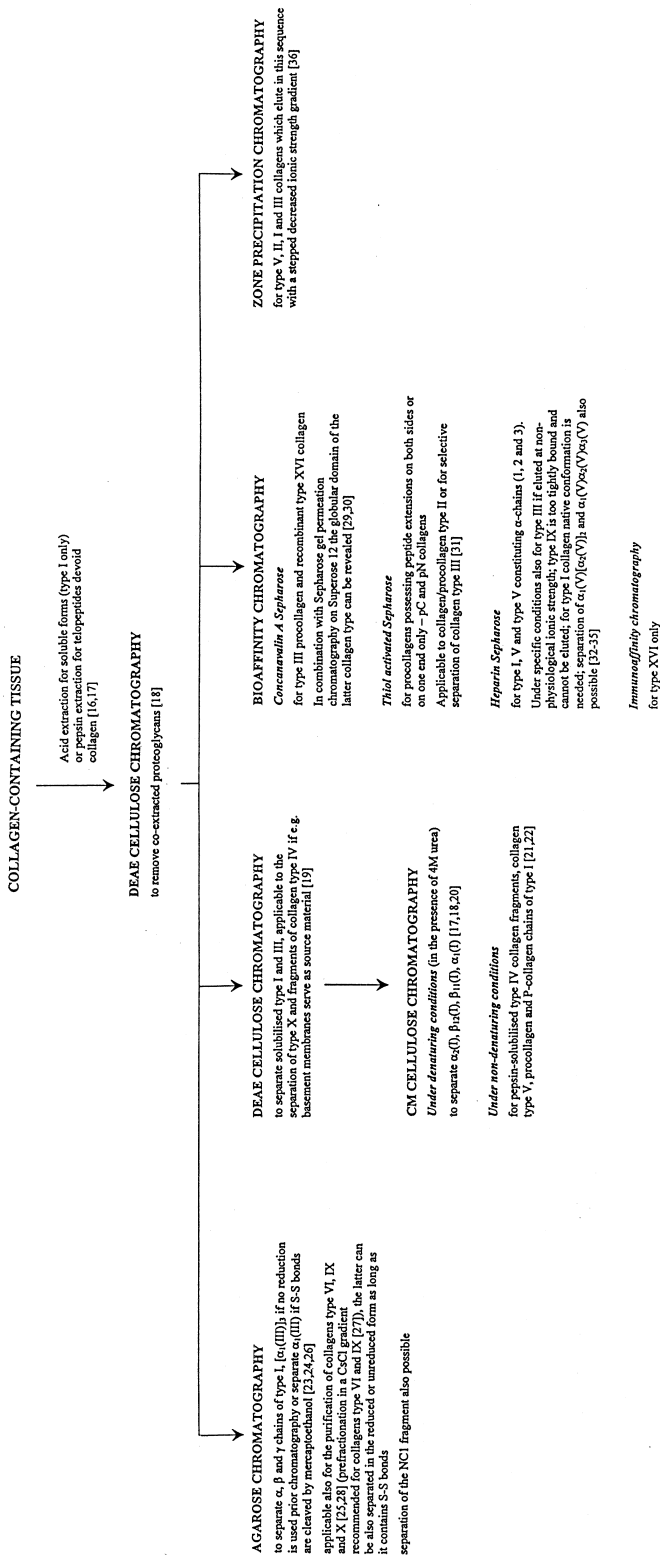 COLLAGEN-CONTAINING TISSUE
Acid extraction for soluble forms (type I only)
or pepsin extraction for telopeptides devoid
collagen [16,17]
DEAE CELLULOSE CHROMATOGRAPHY
to remove co-extracted proteoglycans [18]
AGAROSE CHROMATOGRAPHY
to separate α, β and γ chains of type I, [α₁(III)]₃ if no reduction
is used prior chromatography or separate α₁(III) if S-S bonds
are cleaved by mercaptoethanol [23,24,26]
applicable also for the purification of collagens type VI, IX
and X [25,28] (prefractionation in a CsCl gradient
recommended for collagens type VI and IX [27]), the latter can
be also separated in the reduced or unreduced form as long as
it contains S-S bonds
separation of the NC1 fragment also possible
DEAE CELLULOSE CHROMATOGRAPHY
to separate solubilised type I and III, applicable to the
separation of type X and fragments of collagen type IV if e.g.
basement membranes serve as source material [19]
CM CELLULOSE CHROMATOGRAPHY
Under denaturing conditions (in the presence of 4M urea)
to separate α₂(I), β₁₂(I), β₁₁(I), α₁(I) [17,18,20]
Under non-denaturing conditions
for pepsin-solubilised type IV collagen fragments, collagen
type V, procollagen and P-collagen chains of type I [21,22]
BIOAFFINITY CHROMATOGRAPHY
Concanavalin A Sepharose
for type III procollagen and recombinant type XVI collagen
In combination with Sepharose gel permeation
chromatography on Superose 12 the globular domain of the
latter collagen type can be revealed [29,30]
Thiol activated Sepharose
for procollagens possessing peptide extensions on both sides or
on one end only – pC and pN collagens
Applicable to collagen/procollagen type II or for selective
separation of collagen type III [31]
Heparin Sepharose
for type I, V and type V constituting α-chains (1, 2 and 3).
Under specific conditions also for type III if eluted at non-
physiological ionic strength; type IX is too tightly bound and
cannot be eluted; for type I collagen native conformation is
needed; separation of α₁(V)[α₂(V)]₂ and α₁(V)α₂(V)α₃(V) also
possible [32-35]
Immunoaffinity chromatography
for type XVI only
ZONE PRECIPITATION CHROMATOGRAPHY
for type V, II, I and III collagens which elute in this sequence
with a stepped decreased ionic strength gradient [36]